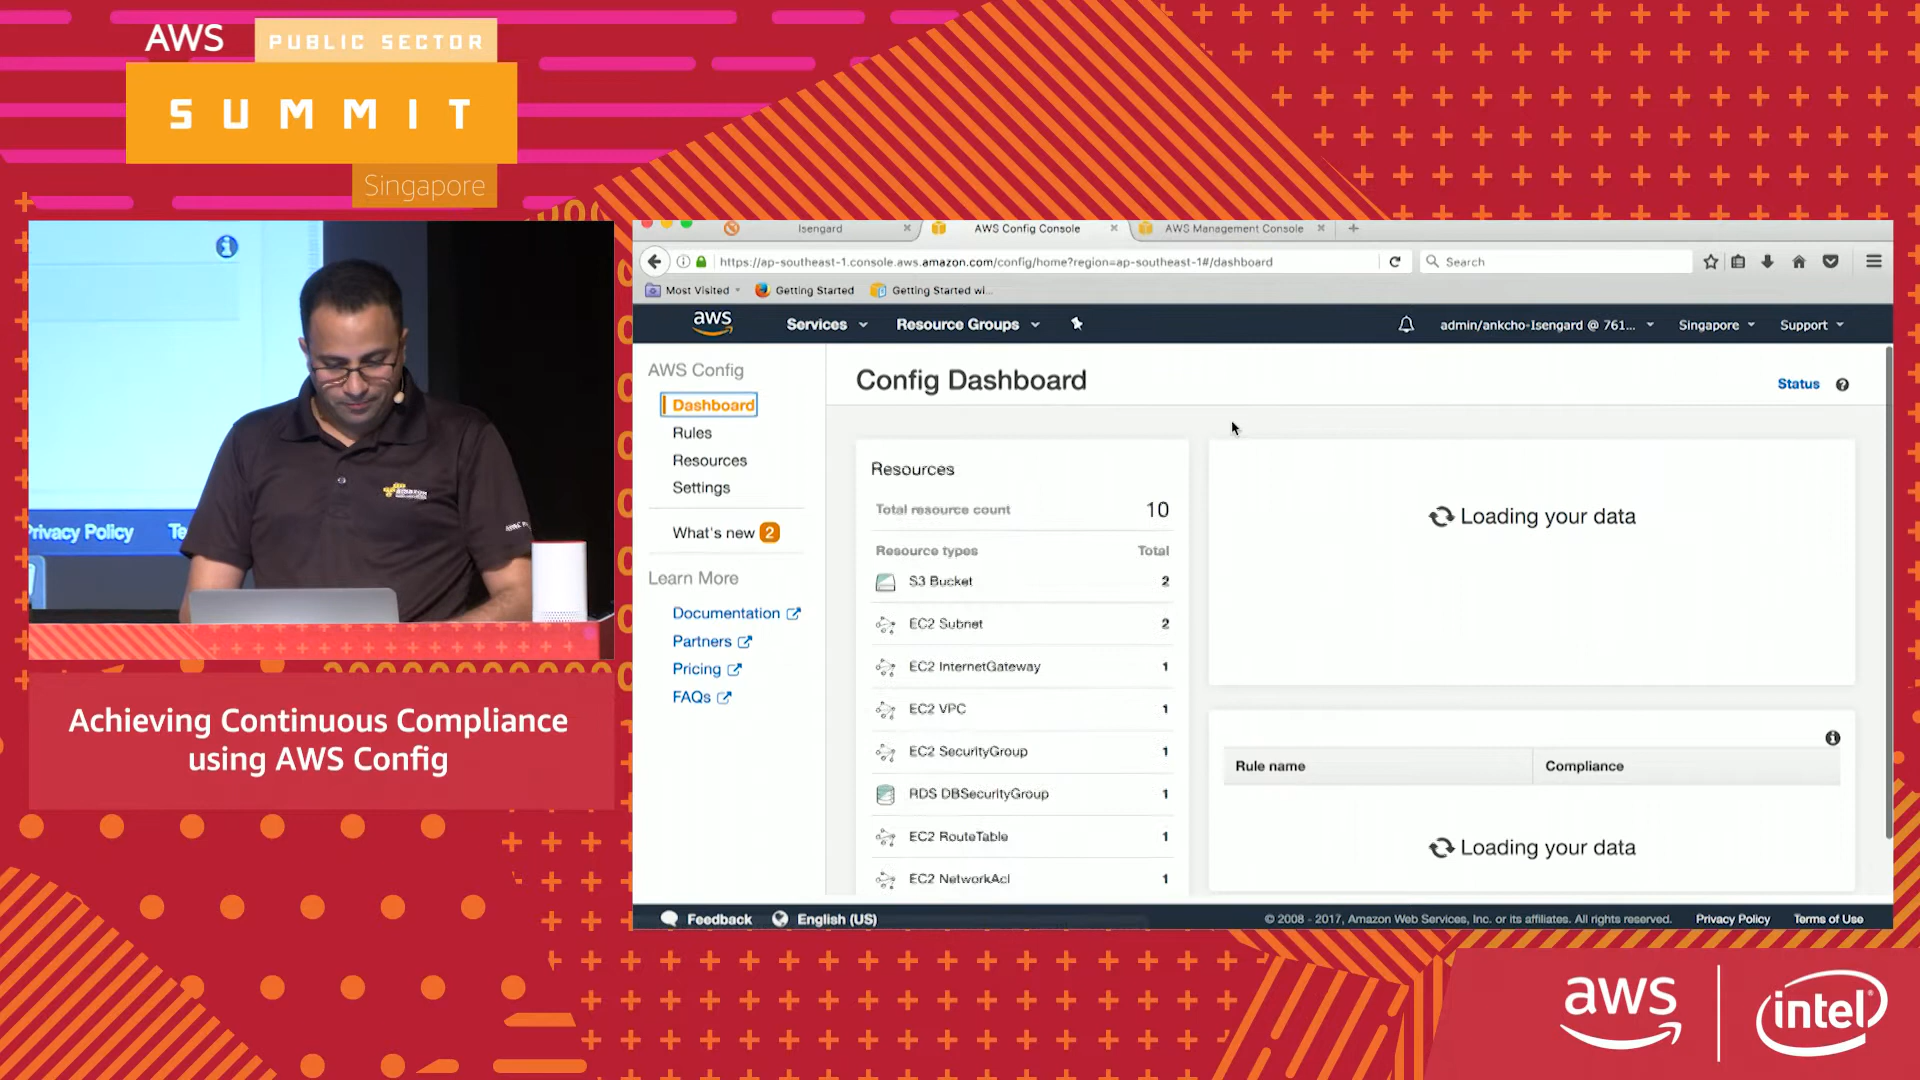 AWS
PUBLIC SECTOR
SUMMIT
Singapore
Privacy Policy
Te
Achieving Continuous Compliance
using AWS Config
Isengard
AWS Config Console
AWS Management Console
https://ap-southeast-1.console.aws.amazon.com/config/home?region=ap-southeast-1#/dashboard
Search
Most Visited
Getting Started
Getting Started wi...
aws
Services
Resource Groups
admin/ankcho-Isengard @ 761...
Singapore
Support
AWS Config
Dashboard
Rules
Resources
Settings
What's new 2
Learn More
Documentation
Partners
Pricing
FAQs
Config Dashboard
Status
Resources
Total resource count 10
Resource types Total
S3 Bucket 2
EC2 Subnet 2
EC2 InternetGateway 1
EC2 VPC 1
EC2 SecurityGroup 1
RDS DBSecurityGroup 1
EC2 RouteTable 1
EC2 NetworkAcl 1
Loading your data
Rule name Compliance
Loading your data
Feedback
English (US)
© 2008 - 2017, Amazon Web Services, Inc. or its affiliates. All rights reserved.
Privacy Policy
Terms of Use
aws
intel